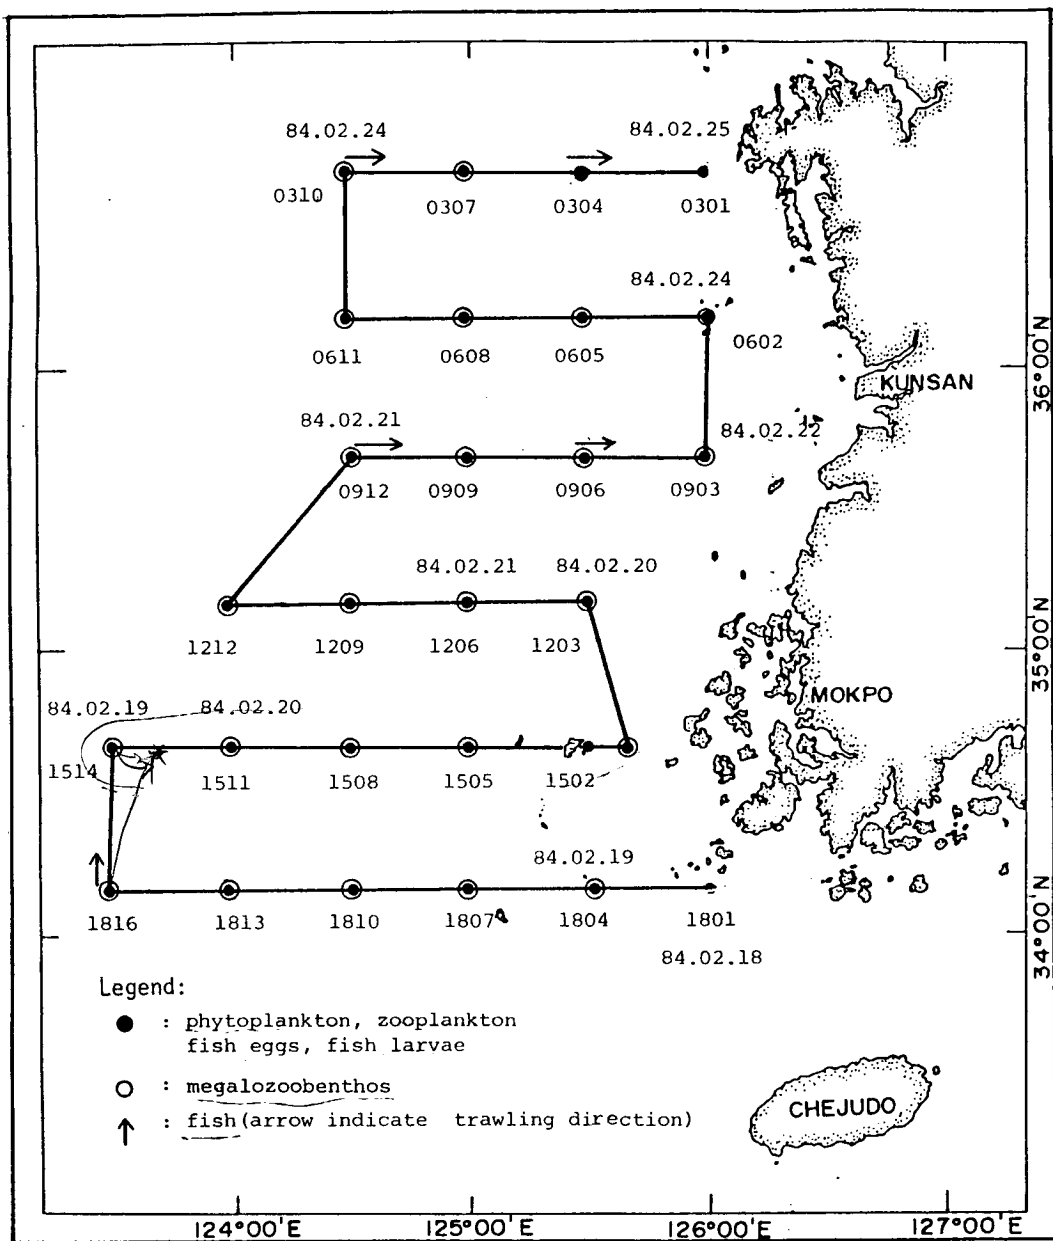 84.02.24 84.02.25
0310 0307 0304 0301
84.02.24
0611 0608 0605 0602
36°00'N
KUNSAN
84.02.21 84.02.22
0912 0909 0906 0903
84.02.21 84.02.20
1212 1209 1206 1203
35°00'N
MOKPO
84.02.19 84.02.20
1514 1511 1508 1505 1502
84.02.19
1816 1813 1810 1807 1804 1801
84.02.18
34°00'N
Legend:
: phytoplankton, zooplankton
fish eggs, fish larvae
: megalozoobenthos
: fish(arrow indicate trawling direction)
CHEJUDO
124°00'E 125°00'E 126°00'E 127°00'E